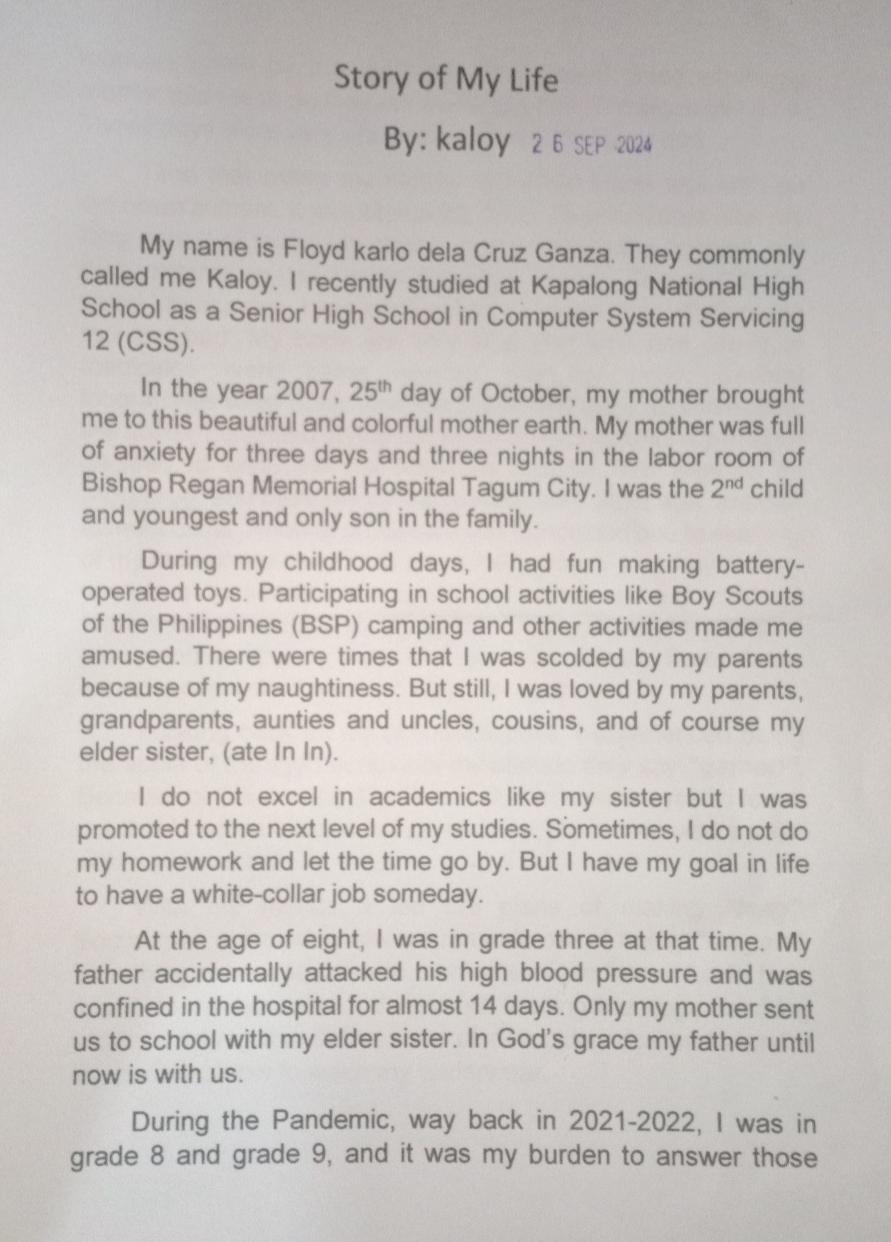 Story of My Life
By: kaloy 26 SEP 2024
My name is Floyd karlo dela Cruz Ganza. They commonly
called me Kaloy. I recently studied at Kapalong National High
School as a Senior High School in Computer System Servicing
12 (CSS).
In the year 2007, 25th day of October, my mother brought
me to this beautiful and colorful mother earth. My mother was full
of anxiety for three days and three nights in the labor room of
Bishop Regan Memorial Hospital Tagum City. I was the 2nd child
and youngest and only son in the family.
During my childhood days, I had fun making battery-
operated toys. Participating in school activities like Boy Scouts
of the Philippines (BSP) camping and other activities made me
amused. There were times that I was scolded by my parents
because of my naughtiness. But still, I was loved by my parents,
grandparents, aunties and uncles, cousins, and of course my
elder sister, (ate In In).
I do not excel in academics like my sister but I was
promoted to the next level of my studies. Sometimes, I do not do
my homework and let the time go by. But I have my goal in life
to have a white-collar job someday.
At the age of eight, I was in grade three at that time. My
father accidentally attacked his high blood pressure and was
confined in the hospital for almost 14 days. Only my mother sent
us to school with my elder sister. In God's grace my father until
now is with us.
During the Pandemic, way back in 2021-2022, I was in
grade 8 and grade 9, and it was my burden to answer those